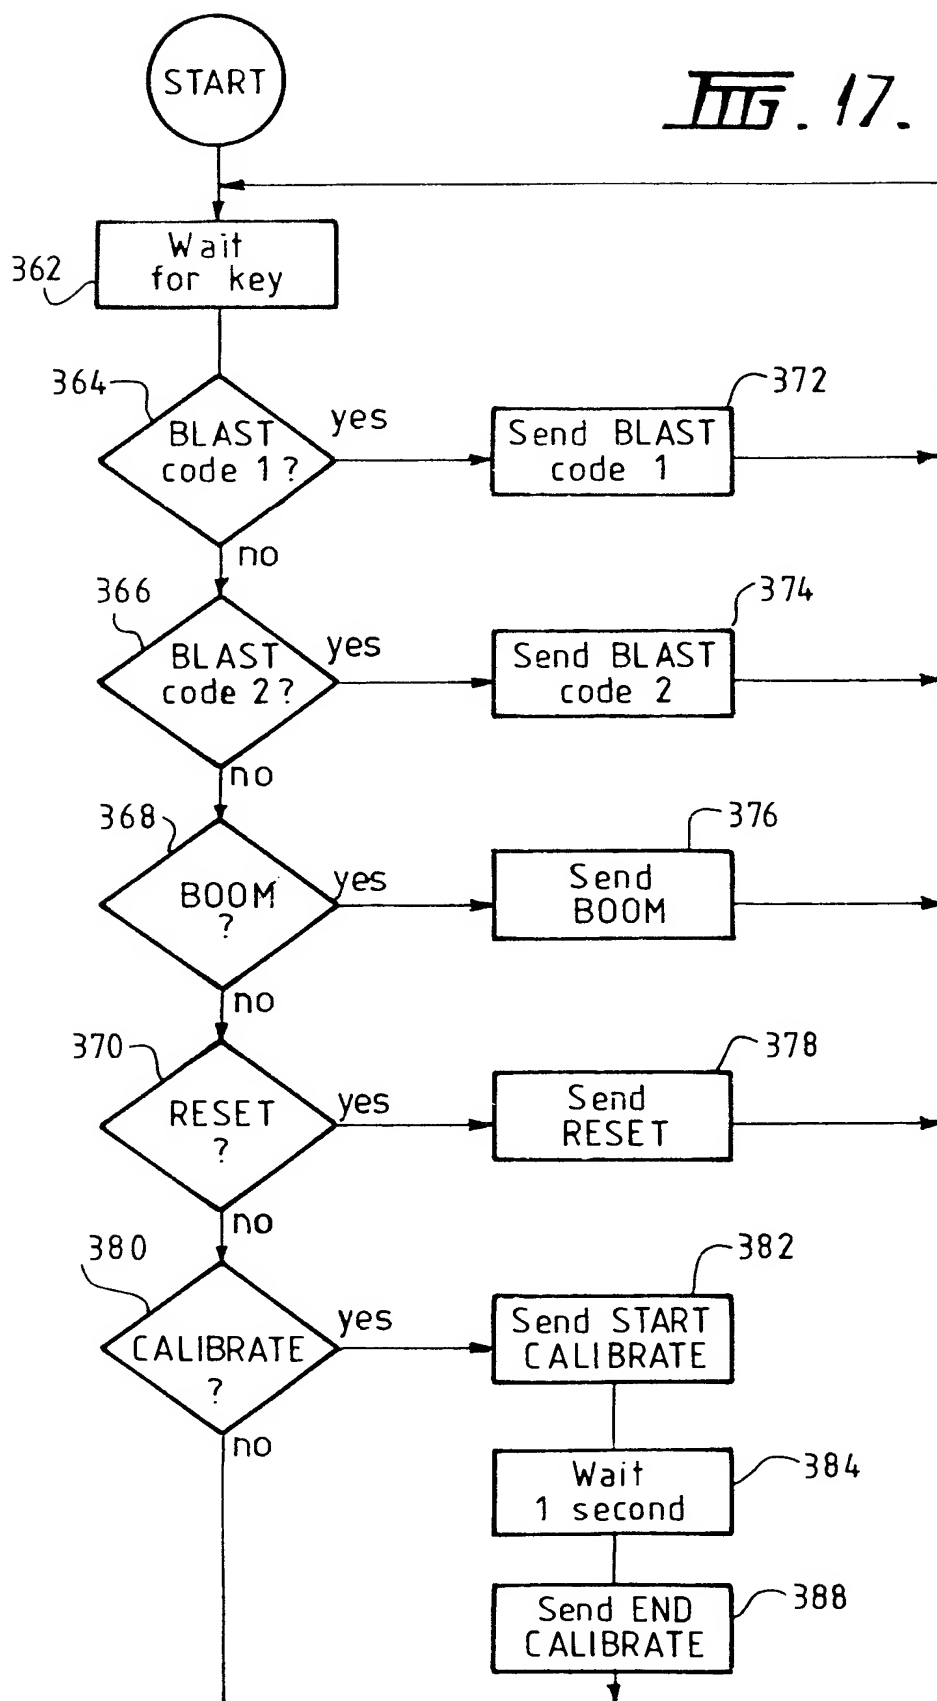 START
FIG. 17.
Wait
for key
362
364
BLAST
code 1?
yes
372
Send BLAST
code 1
no
366
BLAST
code 2?
yes
374
Send BLAST
code 2
no
368
BOOM
?
yes
376
Send
BOOM
no
370
RESET
?
yes
378
Send
RESET
no
380
CALIBRATE
?
yes
382
Send START
CALIBRATE
no
Wait
1 second
384
Send END
CALIBRATE
388